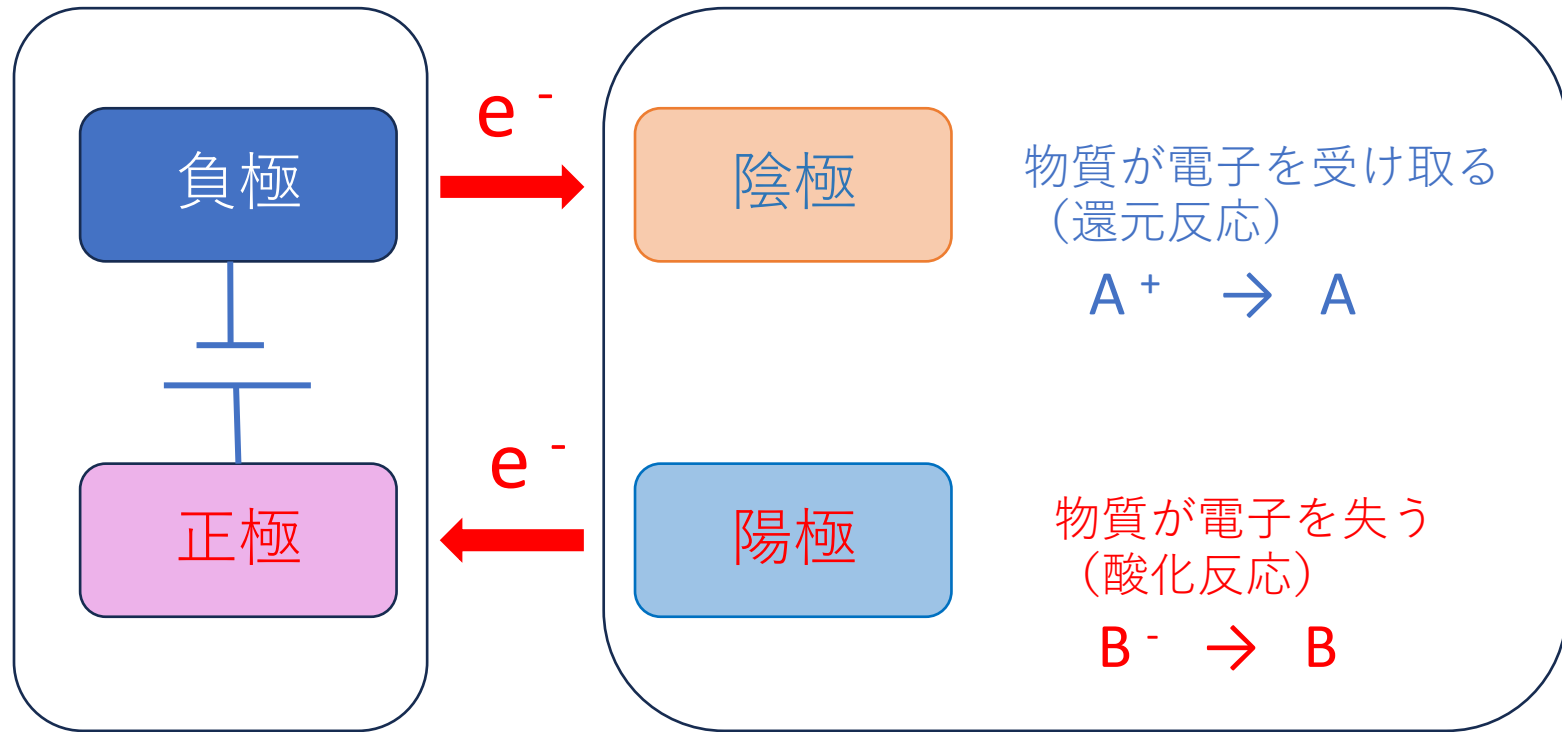 負極
e⁻
陰極
物質が電子を受け取る
（還元反応）
A⁺ → A
正極
e⁻
陽極
物質が電子を失う
（酸化反応）
B⁻ → B